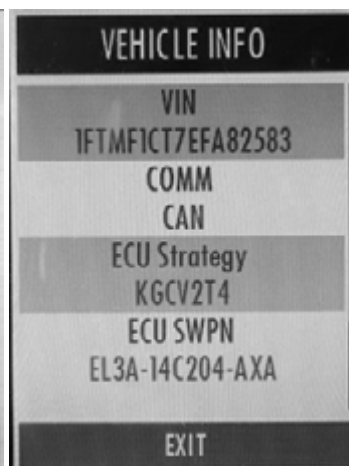 VEHICLE INFO
VIN
1FTMF1CT7EFA82583
COMM
CAN
ECU Strategy
KGCV2T4
ECU SWPN
EL3A-14C204-AXA
EXIT